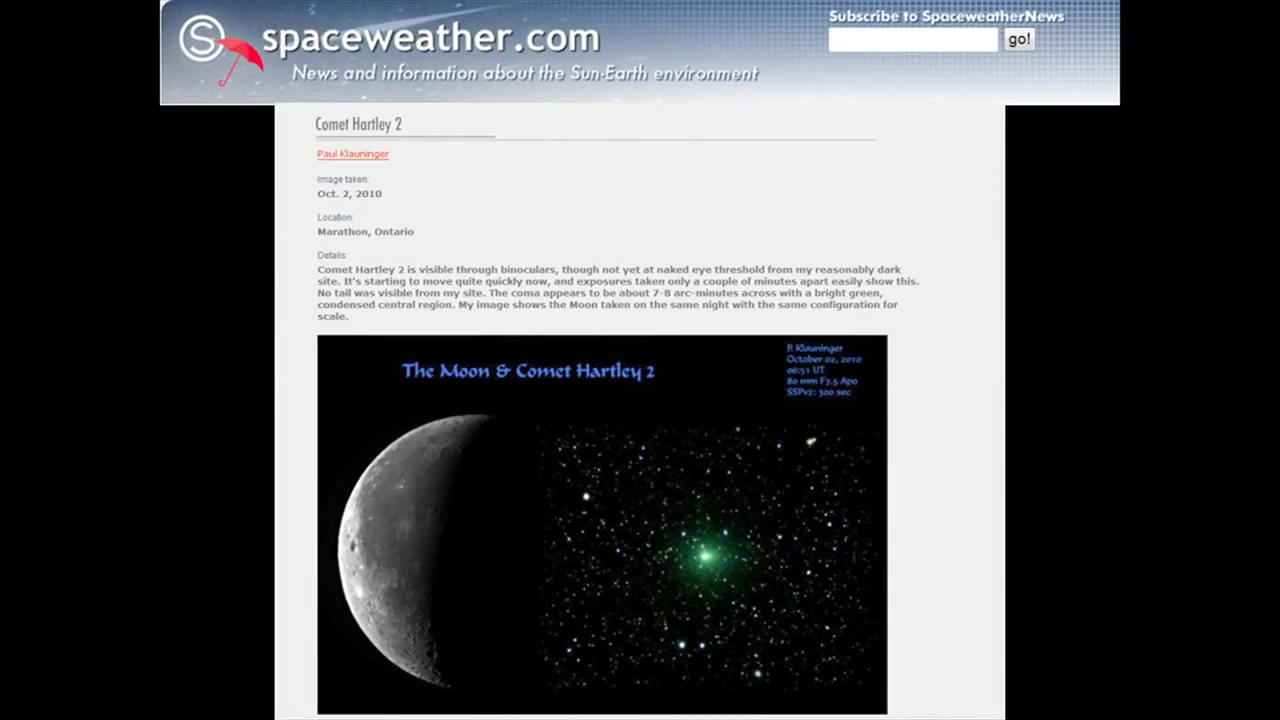 Subscribe to SpaceweatherNews
spaceweather.com
go!
News and information about the Sun-Earth environment
Comet Hartley 2
Paul Klauninger
Image taken:
Oct. 2, 2010
Location:
Marathon, Ontario
Details:
Comet Hartley 2 is visible through binoculars, though not yet at naked eye threshold from my reasonably dark
site. It's starting to move quite quickly now, and exposures taken only a couple of minutes apart easily show this.
No tail was visible from my site. The coma appears to be about 7-8 arc-minutes across with a bright green,
condensed central region. My image shows the Moon taken on the same night with the same configuration for
scale.
The Moon & Comet Hartley 2
P. Klauninger
October 02, 2010
06:51 UT
80 mm F7.5 Apo
SSPv2: 300 sec